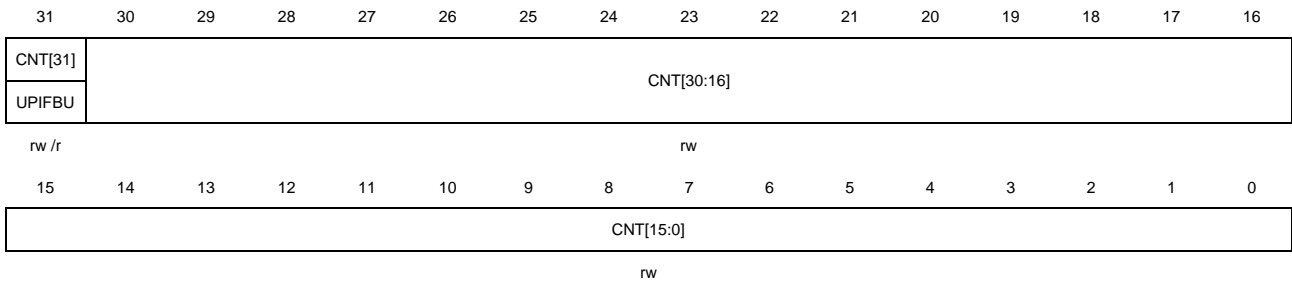 31 30 29 28 27 26 25 24 23 22 21 20 19 18 17 16
CNT[31]
CNT[30:16]
UPIFBU
rw /r rw
15 14 13 12 11 10 9 8 7 6 5 4 3 2 1 0
CNT[15:0]
rw